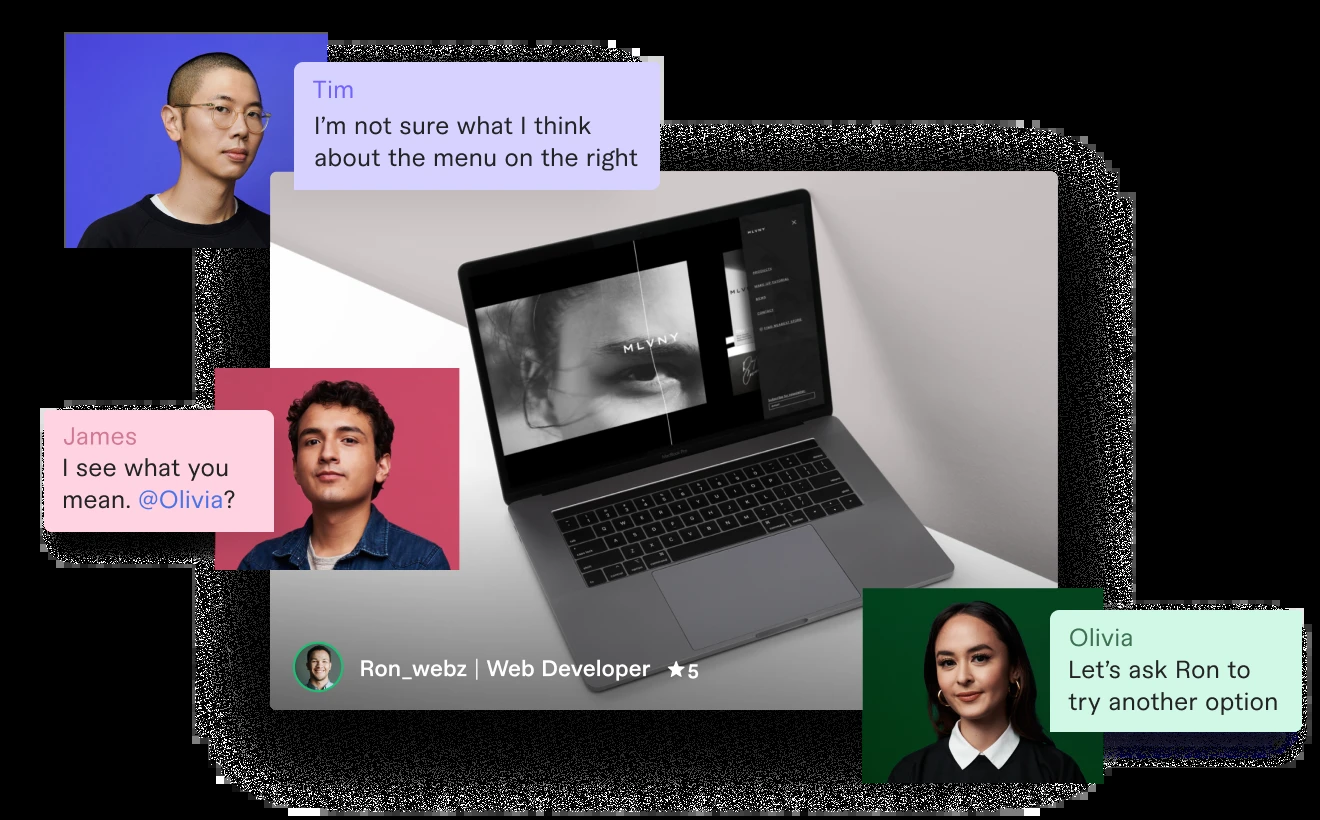 Tim
I'm not sure what I think
about the menu on the right
MLVNY
MLVNY
James
I see what you
mean. @Olivia?
Ron_webz | Web Developer ★5
Olivia
Let's ask Ron to
try another option